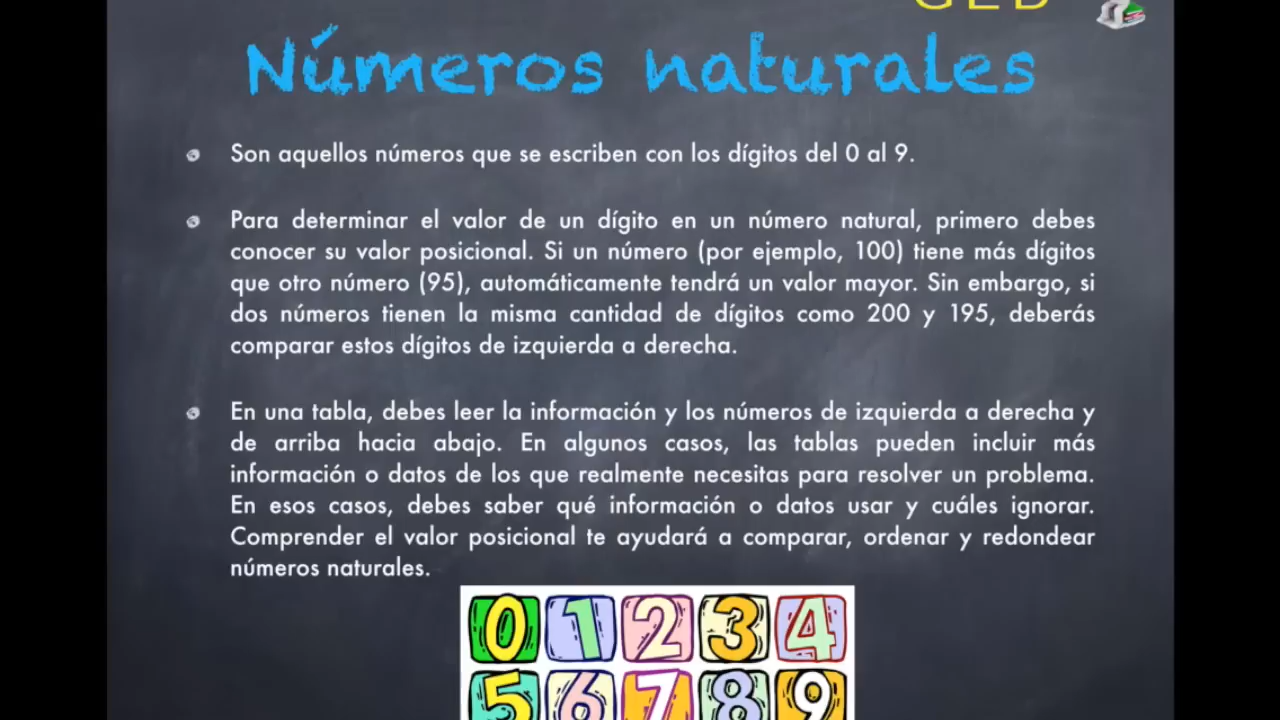 GED
Números naturales
Son aquellos números que se escriben con los dígitos del 0 al 9.
Para determinar el valor de un dígito en un número natural, primero debes
conocer su valor posicional. Si un número (por ejemplo, 100) tiene más dígitos
que otro número (95), automáticamente tendrá un valor mayor. Sin embargo, si
dos números tienen la misma cantidad de dígitos como 200 y 195, deberás
comparar estos dígitos de izquierda a derecha.
En una tabla, debes leer la información y los números de izquierda a derecha y
de arriba hacia abajo. En algunos casos, las tablas pueden incluir más
información o datos de los que realmente necesitas para resolver un problema.
En esos casos, debes saber qué información o datos usar y cuáles ignorar.
Comprender el valor posicional te ayudará a comparar, ordenar y redondear
números naturales.
0 1 2 3 4
5 6 7 8 9